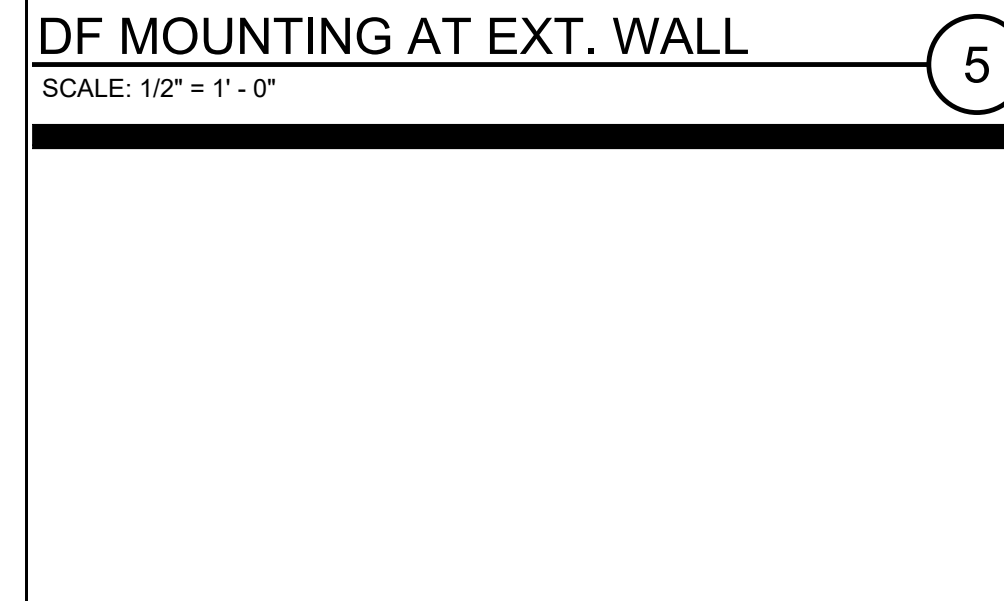 DF MOUNTING AT EXT. WALL
5
SCALE: 1/2" = 1' - 0"